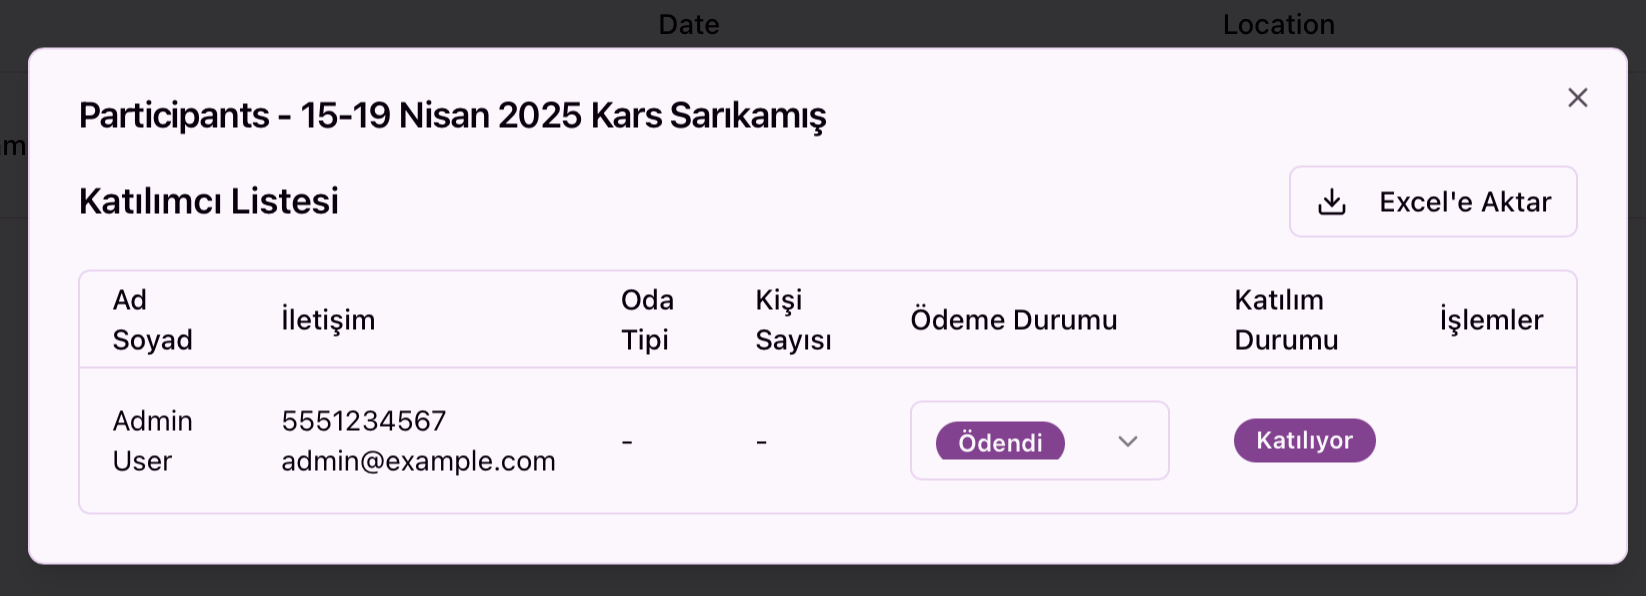 Date
Location
Participants - 15-19 Nisan 2025 Kars Sarıkamış
Katılımcı Listesi
Excel'e Aktar
Ad Soyad
İletişim
Oda Tipi
Kişi Sayısı
Ödeme Durumu
Katılım Durumu
İşlemler
Admin User
5551234567
admin@example.com
-
-
Ödendi
Katılıyor